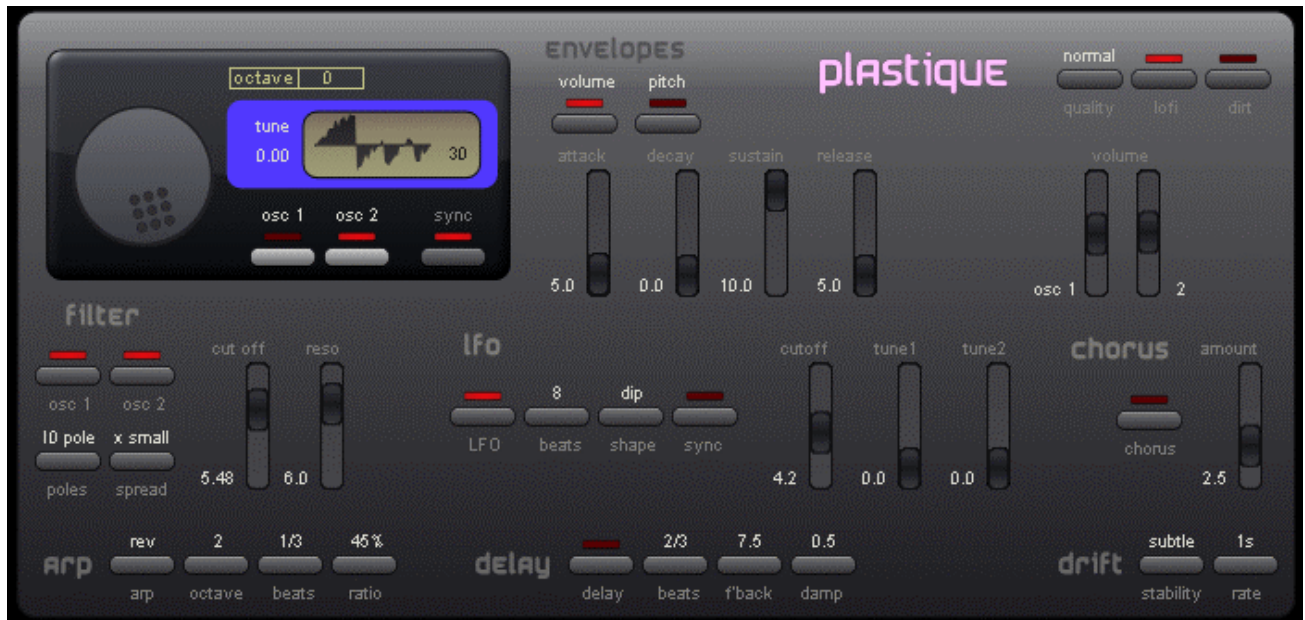 envelopes
plastique
octave 0
volume pitch
normal
quality lofi dirt
tune
0.00
30
attack decay sustain release
volume
osc 1 osc 2 sync
5.0 0.0 10.0 5.0
osc 1 2
filter
lfo
chorus
cut off reso
cutoff tune1 tune2
amount
osc 1 osc 2
8 dip
LFO beats shape sync
chorus
10 pole x small
poles spread
5.48 6.0
4.2 0.0 0.0
2.5
arp
rev 2 1/3 45%
arp octave beats ratio
delay
2/3 7.5 0.5
delay beats f'back damp
drift
subtle 1s
stability rate